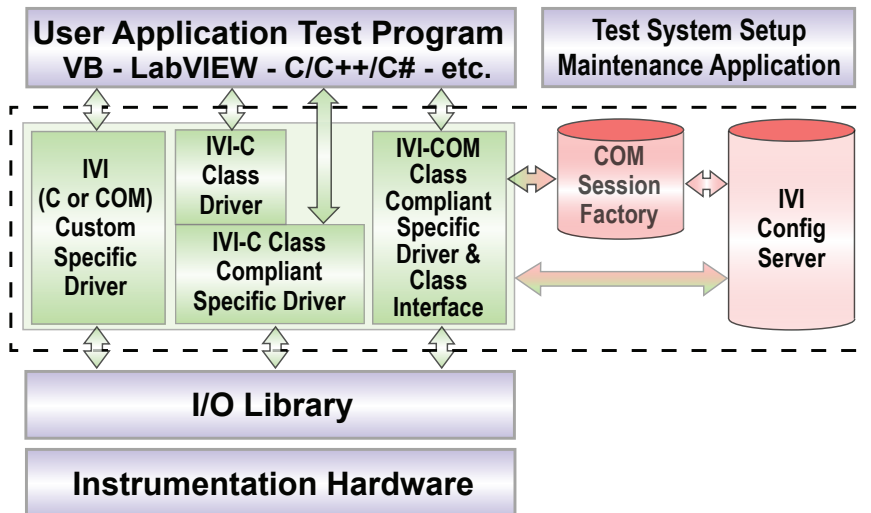 User Application Test Program
VB - LabVIEW - C/C++/C# - etc.
Test System Setup
Maintenance Application
IVI
(C or COM)
Custom
Specific
Driver
IVI-C
Class
Driver
IVI-C Class
Compliant
Specific Driver
IVI-COM
Class
Compliant
Specific
Driver &
Class
Interface
COM
Session
Factory
IVI
Config
Server
I/O Library
Instrumentation Hardware